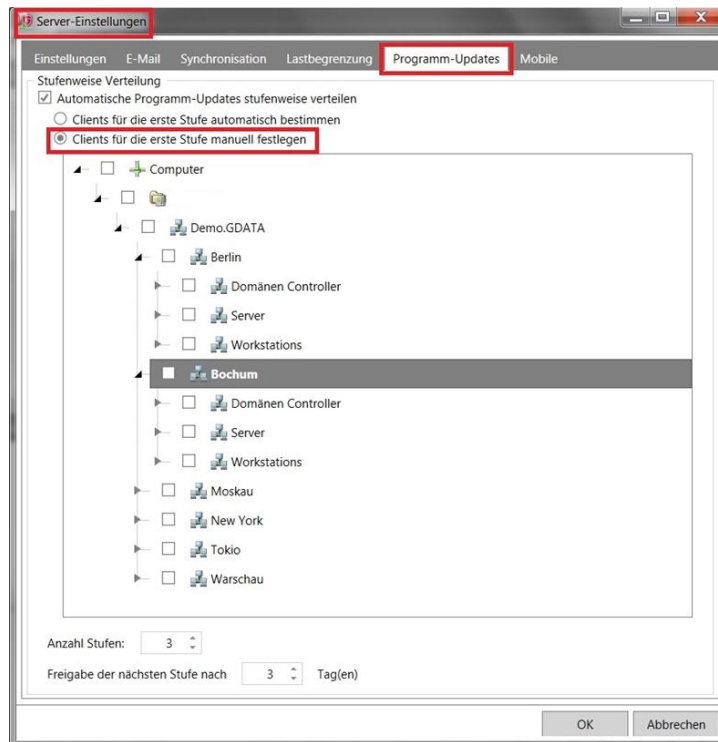 Server-Einstellungen
Einstellungen E-Mail Synchronisation Lastbegrenzung Programm-Updates Mobile
Stufenweise Verteilung
Automatische Programm-Updates stufenweise verteilen
Clients für die erste Stufe automatisch bestimmen
Clients für die erste Stufe manuell festlegen
Computer
Demo.GDATA
Berlin
Domänen Controller
Server
Workstations
Bochum
Domänen Controller
Server
Workstations
Moskau
New York
Tokio
Warschau
Anzahl Stufen: 3
Freigabe der nächsten Stufe nach 3 Tag(en)
OK Abbrechen